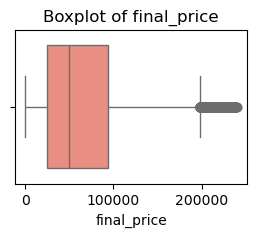 Boxplot of final_price
0 100000 200000
final_price